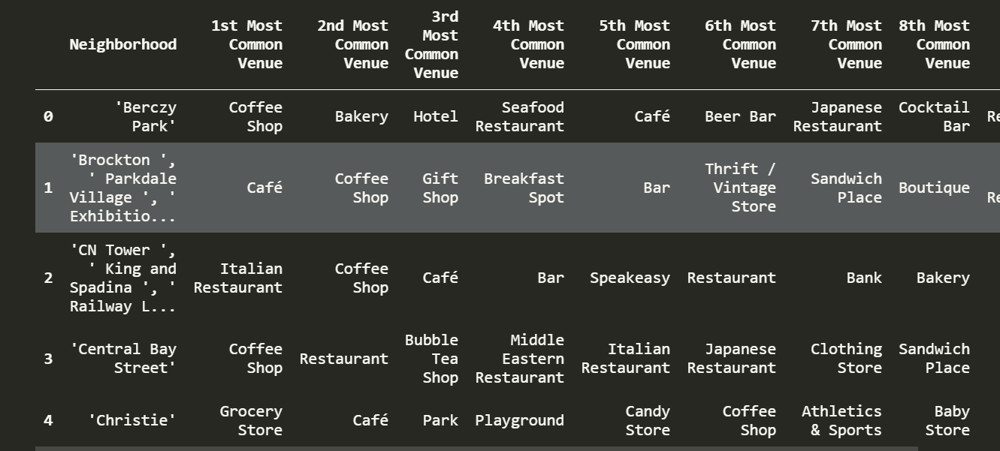 Neighborhood 1st Most Common Venue 2nd Most Common Venue 3rd Most Common Venue 4th Most Common Venue 5th Most Common Venue 6th Most Common Venue 7th Most Common Venue 8th Most Common Venue
0 'Berczy Park' Coffee Shop Bakery Hotel Seafood Restaurant Café Beer Bar Japanese Restaurant Cocktail Bar
1 'Brockton ', ' Parkdale Village ', ' Exhibitio... Café Coffee Shop Gift Shop Breakfast Spot Bar Thrift / Vintage Store Sandwich Place Boutique
2 'CN Tower ', ' King and Spadina ', ' Railway L... Italian Restaurant Coffee Shop Café Bar Speakeasy Restaurant Bank Bakery
3 'Central Bay Street' Coffee Shop Restaurant Bubble Tea Shop Middle Eastern Restaurant Italian Restaurant Japanese Restaurant Clothing Store Sandwich Place
4 'Christie' Grocery Store Café Park Playground Candy Store Coffee Shop Athletics & Sports Baby Store